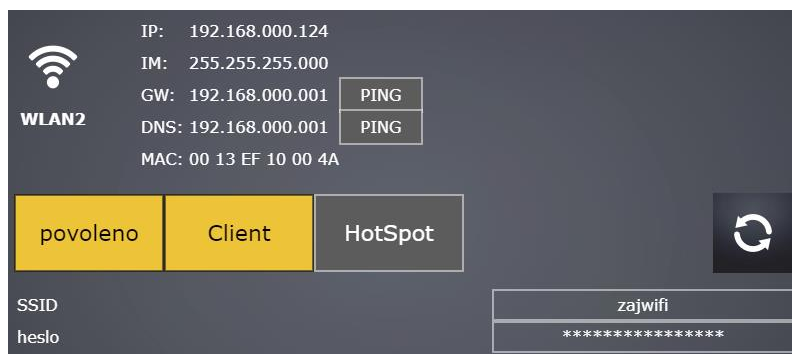 IP: 192.168.000.124
IM: 255.255.255.000
GW: 192.168.000.001 PING
WLAN2
DNS: 192.168.000.001 PING
MAC: 00 13 EF 10 00 4A
povoleno Client HotSpot
SSID zajwifi
heslo ****************